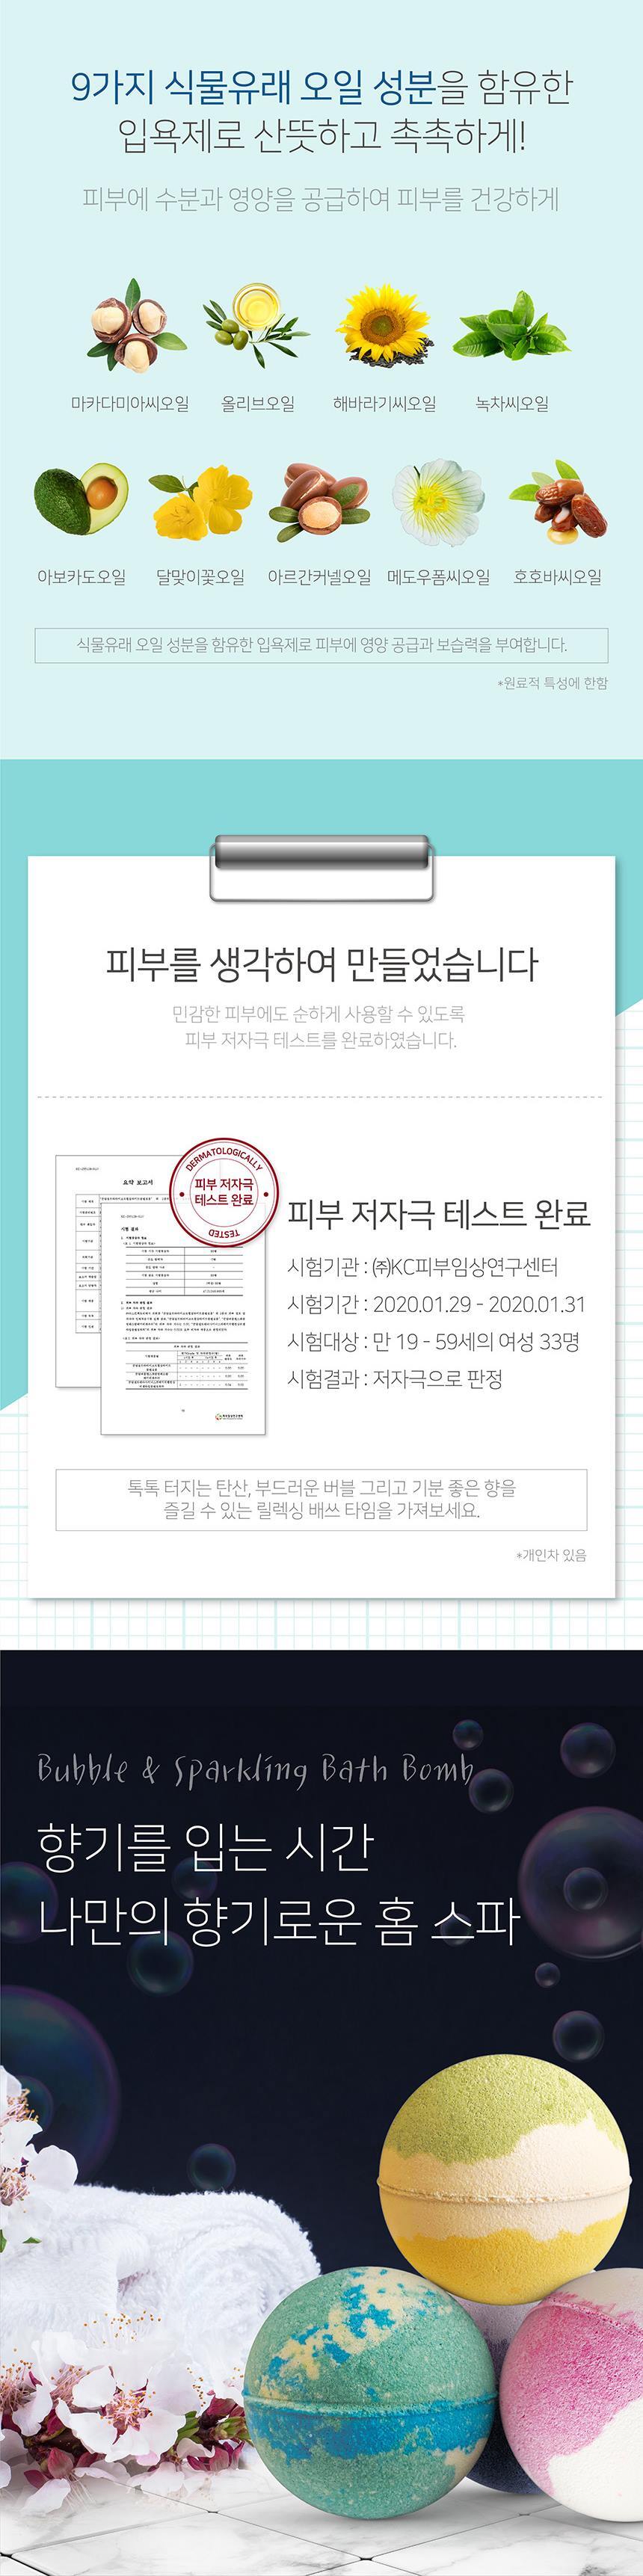 9가지 식물유래 오일 성분을 함유한
입욕제로 산뜻하고 촉촉하게!
피부에 수분과 영양을 공급하여 피부를 건강하게
마카다미아씨오일 올리브오일 해바라기씨오일 녹차씨오일
아보카도오일 달맞이꽃오일 아르간커넬오일 메도우폼씨오일 호호바씨오일
식물유래 오일 성분을 함유한 입욕제로 피부에 영양 공급과 보습력을 부여합니다.
*원료적 특성에 한함
피부를 생각하여 만들었습니다
민감한 피부에도 순하게 사용할 수 있도록
피부 저자극 테스트를 완료하였습니다.
요약 보고서
DERMATOLOGICALLY
피부 저자극
테스트 완료
TESTED
피부 저자극 테스트 완료
시험기관 : ㈜KC피부임상연구센터
시험기간 : 2020.01.29 - 2020.01.31
시험대상 : 만 19 - 59세의 여성 33명
시험결과 : 저자극으로 판정
톡톡 터지는 탄산, 부드러운 버블 그리고 기분 좋은 향을
즐길 수 있는 릴렉싱 배쓰 타임을 가져보세요.
*개인차 있음
Bubble & Sparkling Bath Bomb
향기를 입는 시간
나만의 향기로운 홈 스파